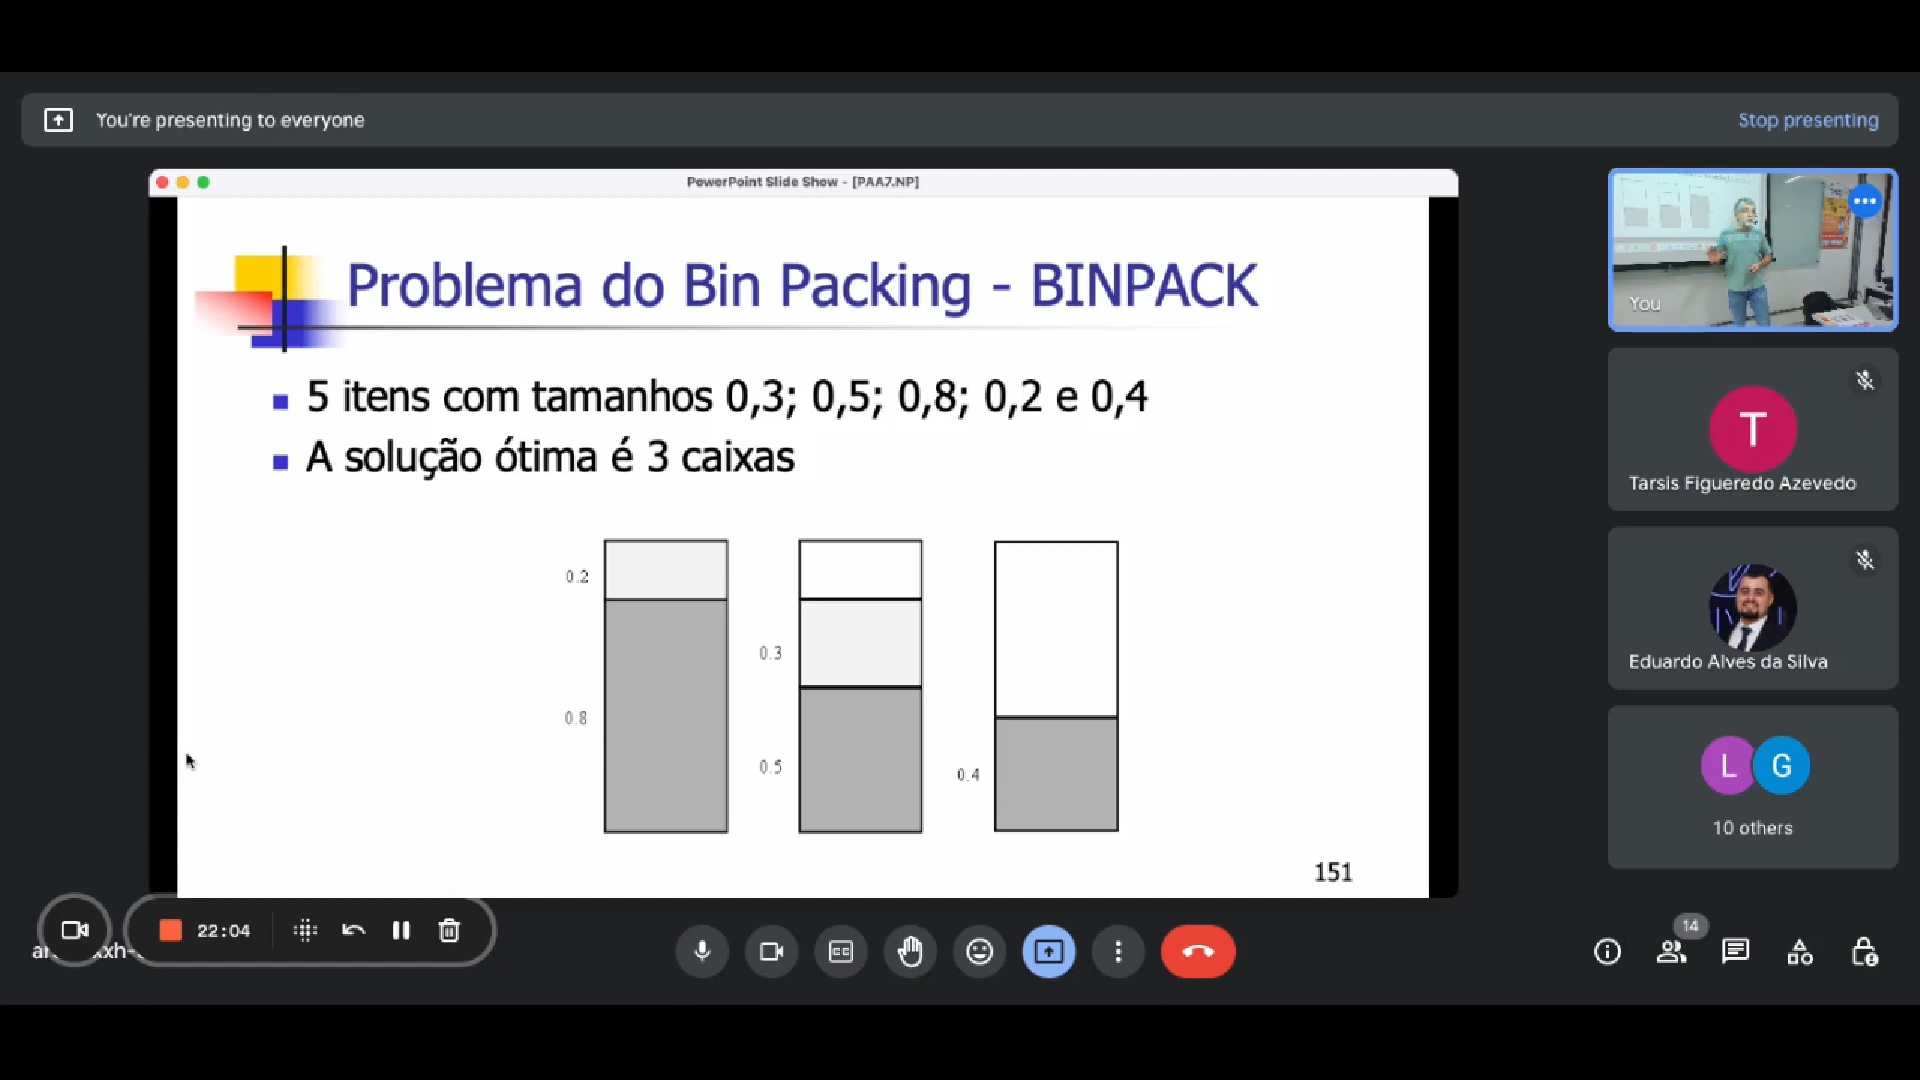 You're presenting to everyone
Stop presenting
PowerPoint Slide Show - [PAA7.NP]
Problema do Bin Packing - BINPACK
5 itens com tamanhos 0,3; 0,5; 0,8; 0,2 e 0,4
A solução ótima é 3 caixas
0.2
0.3
0.8
0.5
0.4
151
You
T
Tarsis Figueredo Azevedo
Eduardo Alves da Silva
L G
10 others
22:04
CC
14